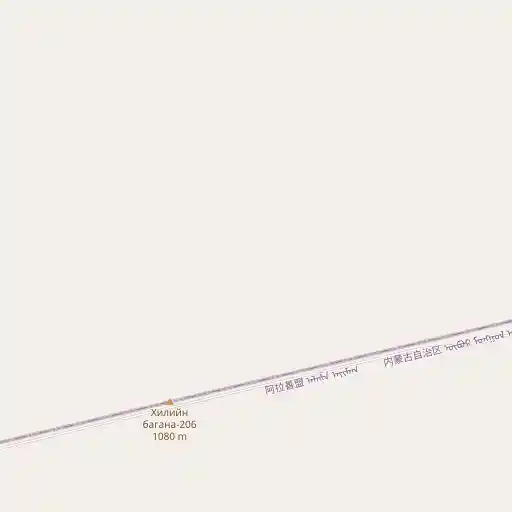 内蒙古自治区
阿拉善盟
Хилийн
багана-206
1080 m